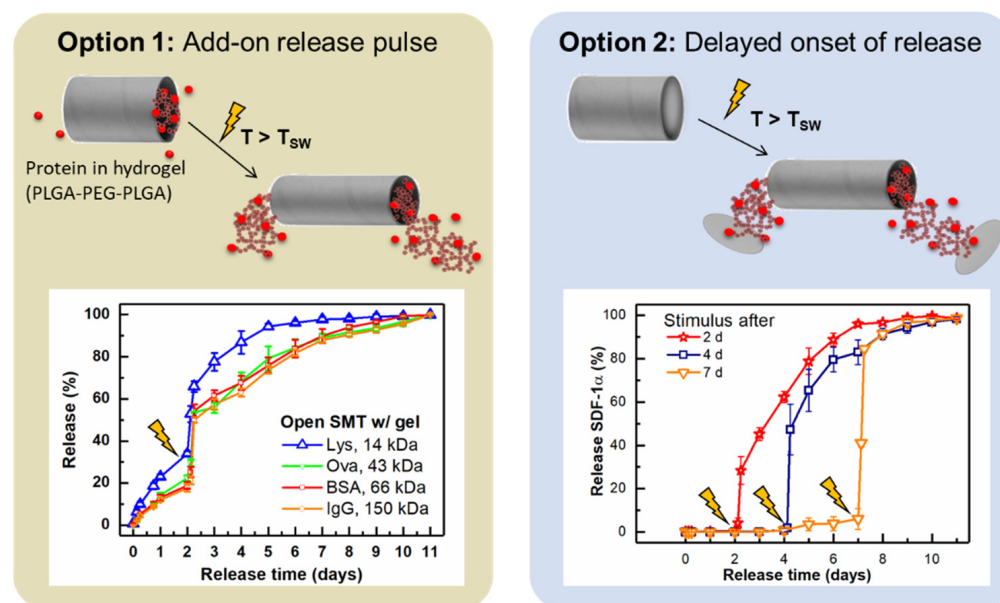 Option 1: Add-on release pulse
T > TSW
Protein in hydrogel
(PLGA-PEG-PLGA)
100
80
60
40
20
0
Release (%)
Open SMT w/ gel
Lys, 14 kDa
Ova, 43 kDa
BSA, 66 kDa
IgG, 150 kDa
0 1 2 3 4 5 6 7 8 9 10 11
Release time (days)
Option 2: Delayed onset of release
T > TSW
100
80
60
40
20
0
Release SDF-1α (%)
Stimulus after
2 d
4 d
7 d
0 2 4 6 8 10
Release time (days)